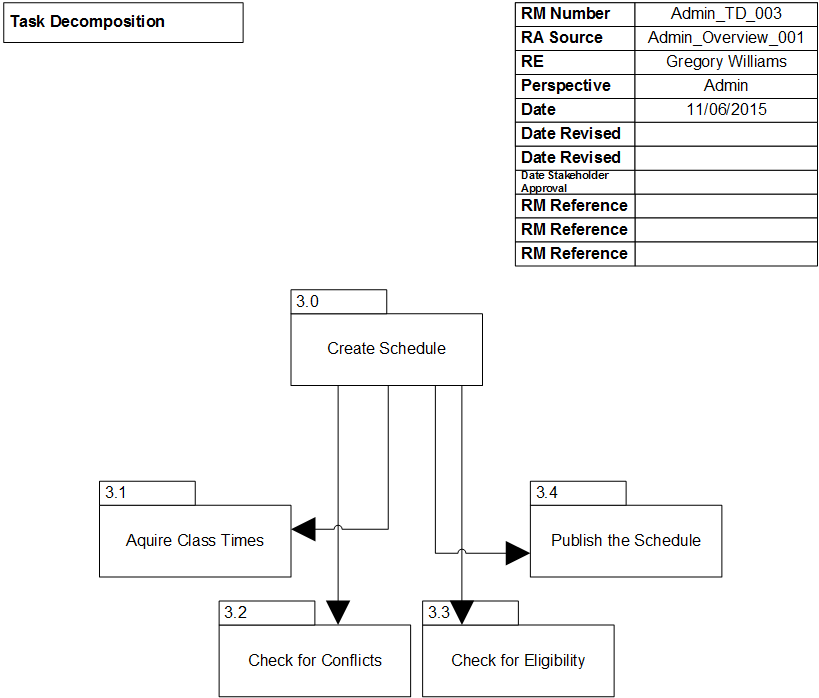 Task Decomposition
RM Number Admin_TD_003
RA Source Admin_Overview_001
RE Gregory Williams
Perspective Admin
Date 11/06/2015
Date Revised
Date Revised
Date Stakeholder
Approval
RM Reference
RM Reference
RM Reference
3.0
Create Schedule
3.1
Aquire Class Times
3.4
Publish the Schedule
3.2
Check for Conflicts
3.3
Check for Eligibility